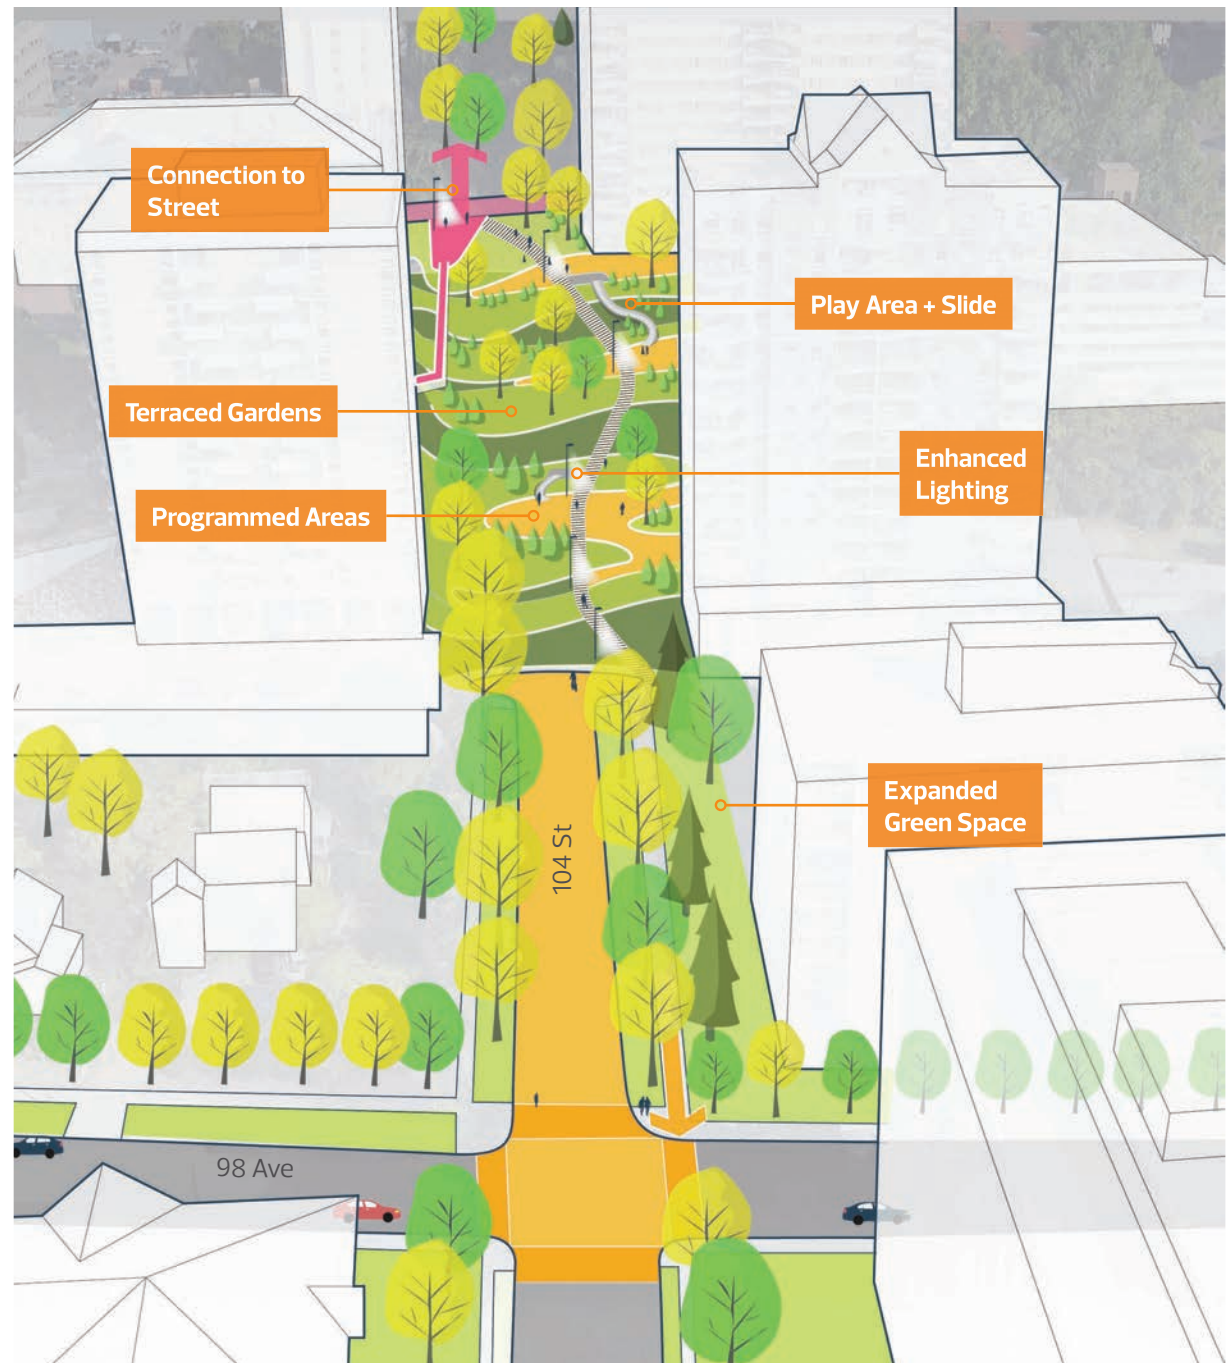 Connection to
Street
Play Area + Slide
Terraced Gardens
Enhanced
Lighting
Programmed Areas
Expanded
Green Space
104 St
98 Ave